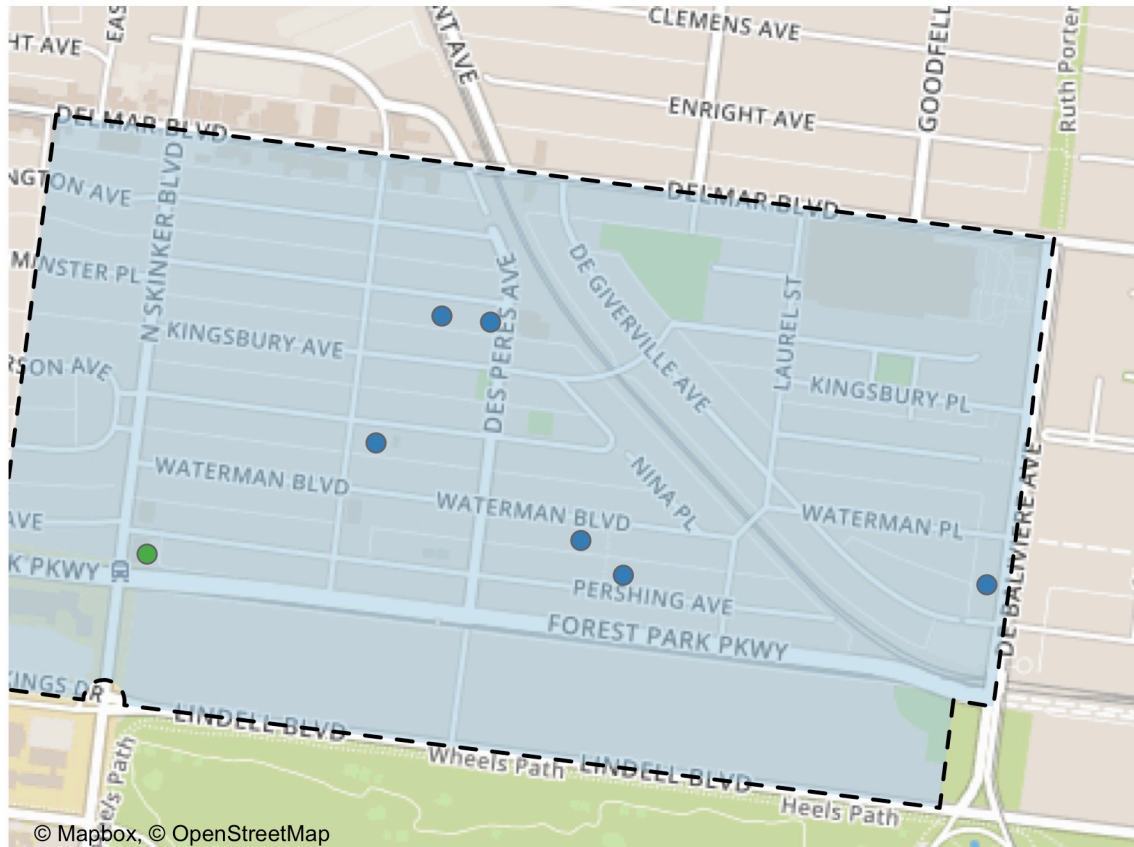 CLEMENS AVE
EAS
HT AVE
NT AVE
GOODFELL
Ruth Porter
ENRIGHT AVE
DELMAR BLVD
DELMAR BLVD
NGTON AVE
N SKINKER BLVD
MINSTER PL
DES PERES AVE
DE GIVERVILLE AVE
LAUREL ST
KINGSBURY AVE
RSON AVE
KINGSBURY PL
WATERMAN BLVD
WATERMAN BLVD
NINA PL
WATERMAN PL
DE BALIVIERE AVE
AVE
K PKWY
PERSHING AVE
FOREST PARK PKWY
KINGS DR
LINDELL BLVD
Wheels Path
LINDELL BLVD
Heels Path
els Path
© Mapbox, © OpenStreetMap